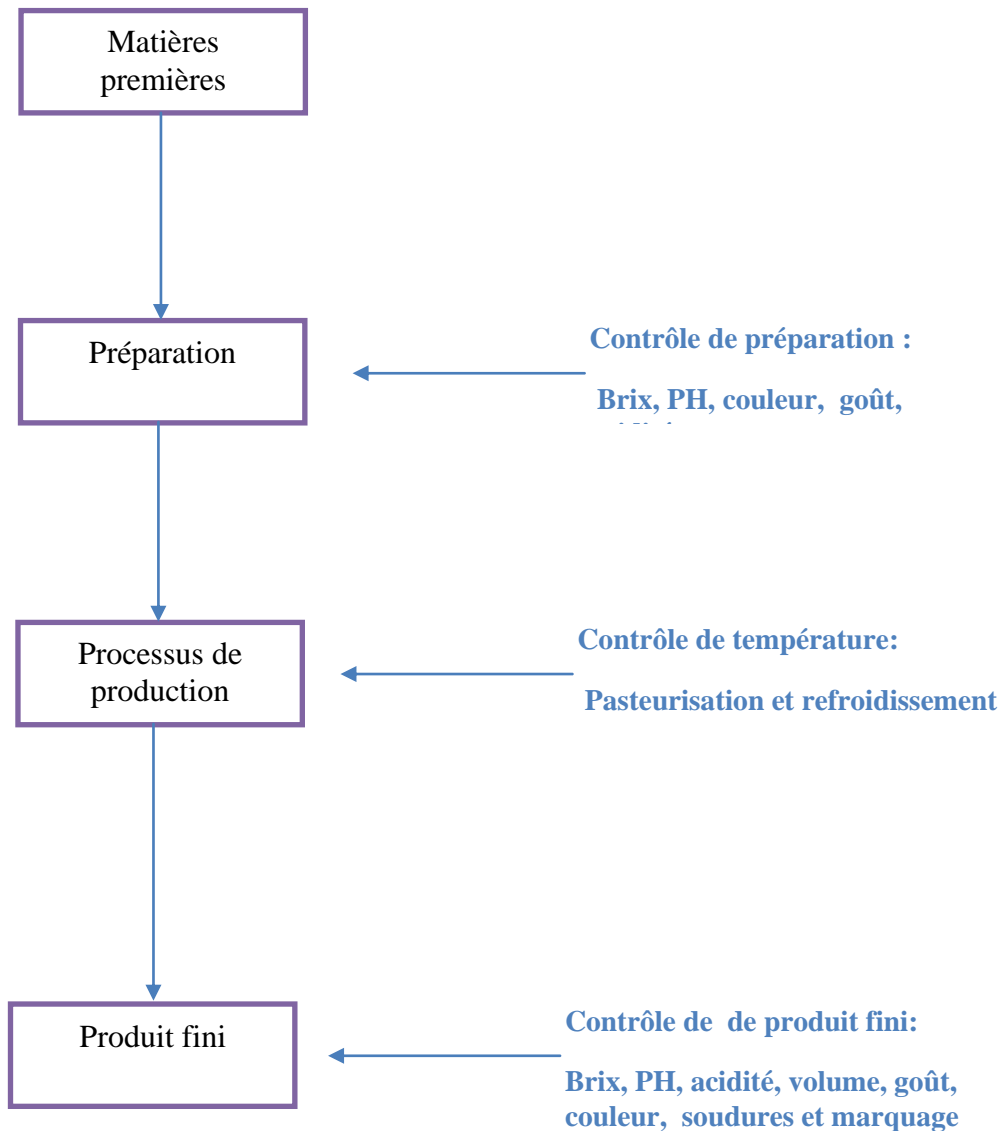 Matières
premières
Préparation
Contrôle de préparation :
Brix, PH, couleur, goût,
Processus de
production
Contrôle de température:
Pasteurisation et refroidissement
Produit fini
Contrôle de de produit fini:
Brix, PH, acidité, volume, goût,
couleur, soudures et marquage